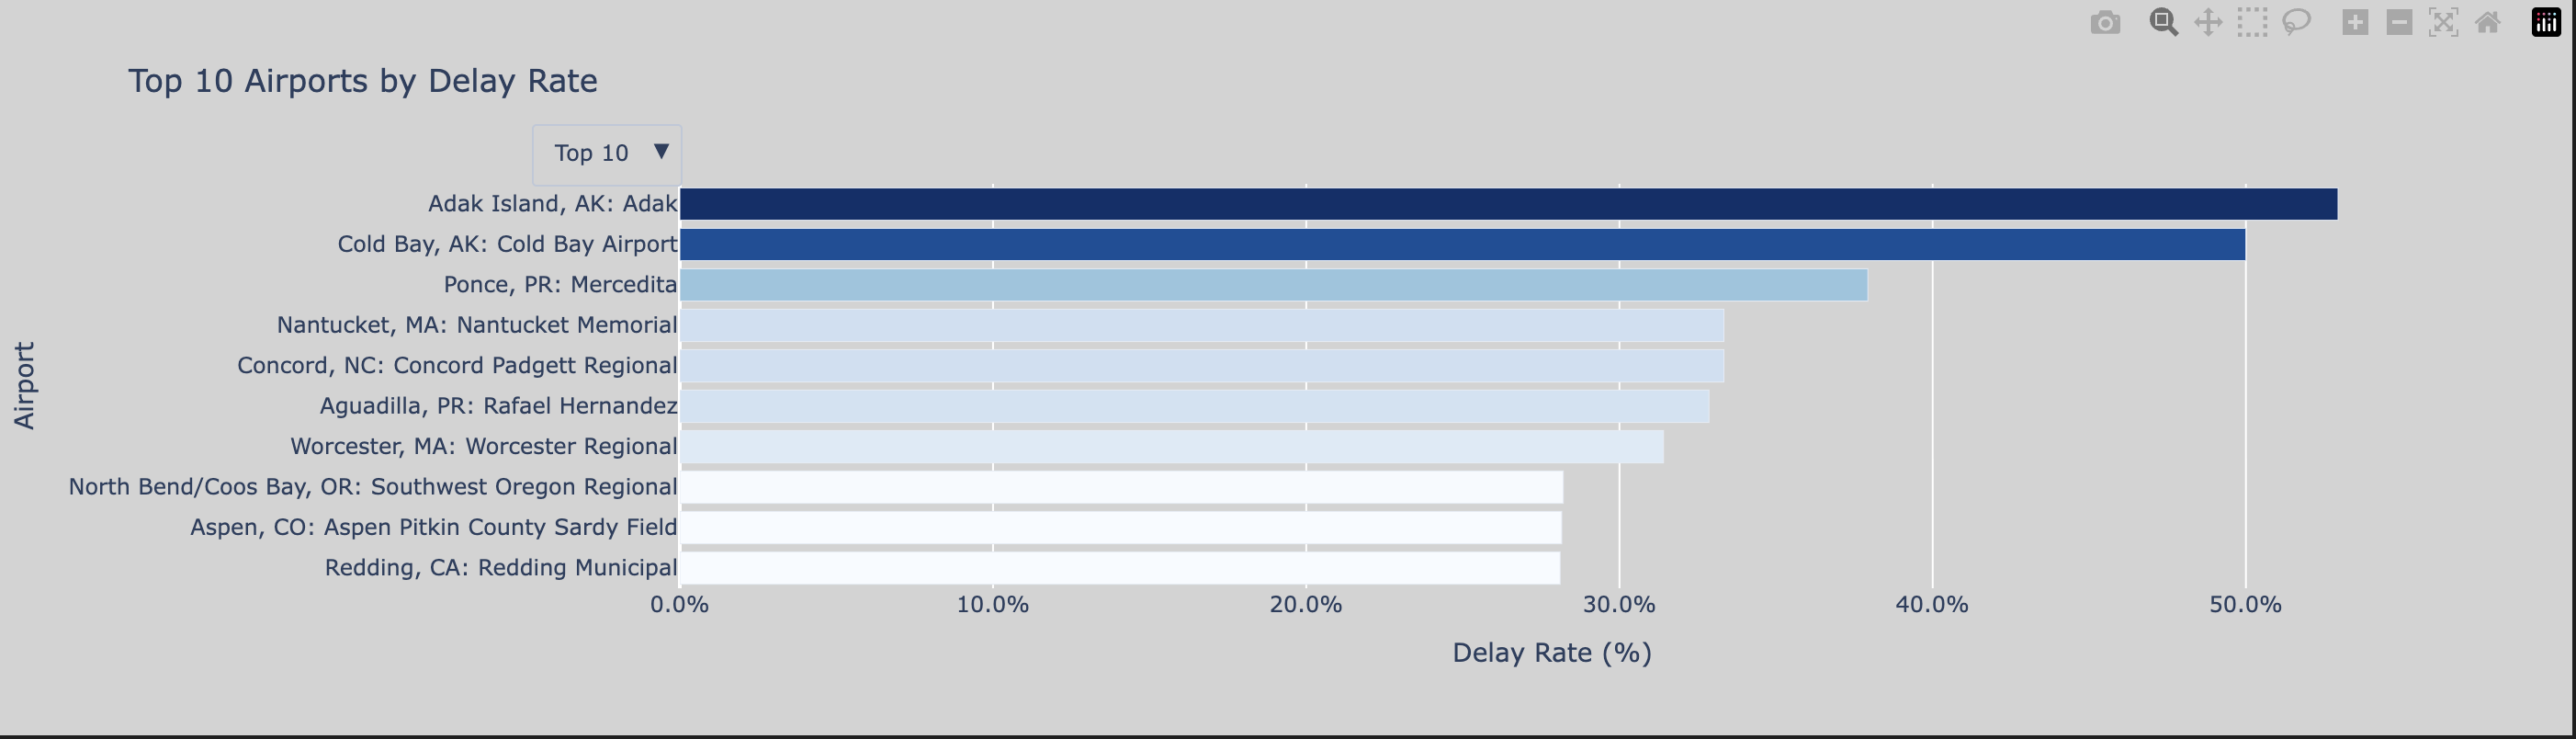 Top 10 Airports by Delay Rate
Top 10 ▼
Adak Island, AK: Adak
Cold Bay, AK: Cold Bay Airport
Ponce, PR: Mercedita
Nantucket, MA: Nantucket Memorial
Concord, NC: Concord Padgett Regional
Aguadilla, PR: Rafael Hernandez
Worcester, MA: Worcester Regional
North Bend/Coos Bay, OR: Southwest Oregon Regional
Aspen, CO: Aspen Pitkin County Sardy Field
Redding, CA: Redding Municipal
Airport
0.0% 10.0% 20.0% 30.0% 40.0% 50.0%
Delay Rate (%)